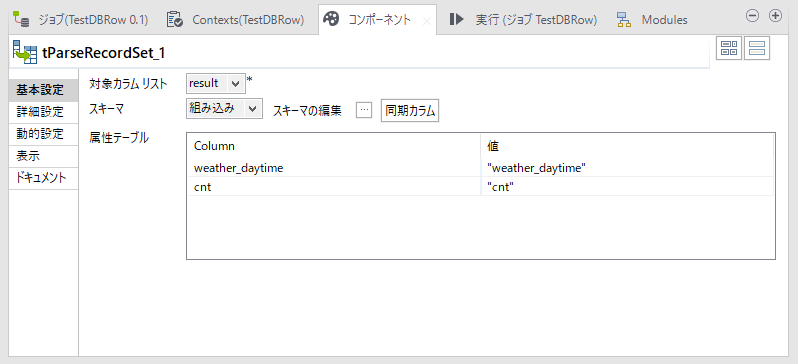 ジョブ(TestDBRow 0.1) Contexts(TestDBRow) コンポーネント 実行 (ジョブ TestDBRow) Modules
tParseRecordSet_1
基本設定
詳細設定
動的設定
表示
ドキュメント
対象カラム リスト result *
スキーマ 組み込み スキーマの編集 ... 同期カラム
属性テーブル
Column 値
weather_daytime "weather_daytime"
cnt "cnt"